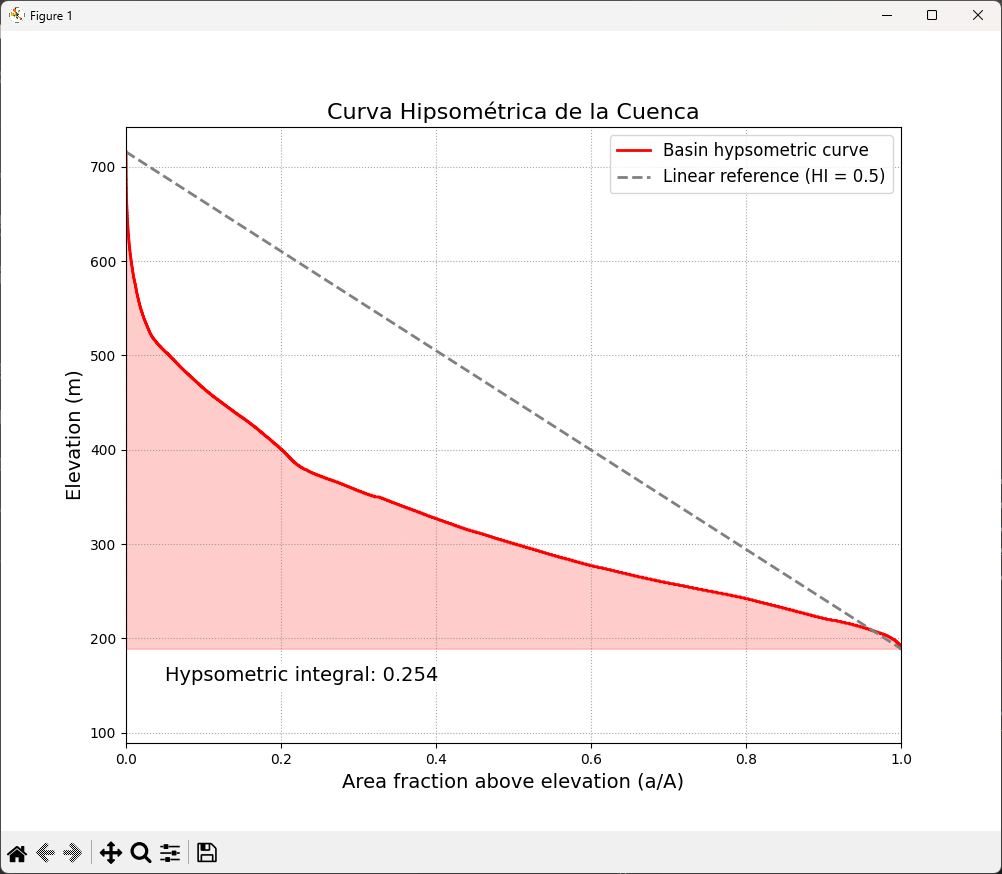 Figure 1
Curva Hipsométrica de la Cuenca
Basin hypsometric curve
Linear reference (HI = 0.5)
Elevation (m)
700
600
500
400
300
200
100
Hypsometric integral: 0.254
0.0 0.2 0.4 0.6 0.8 1.0
Area fraction above elevation (a/A)